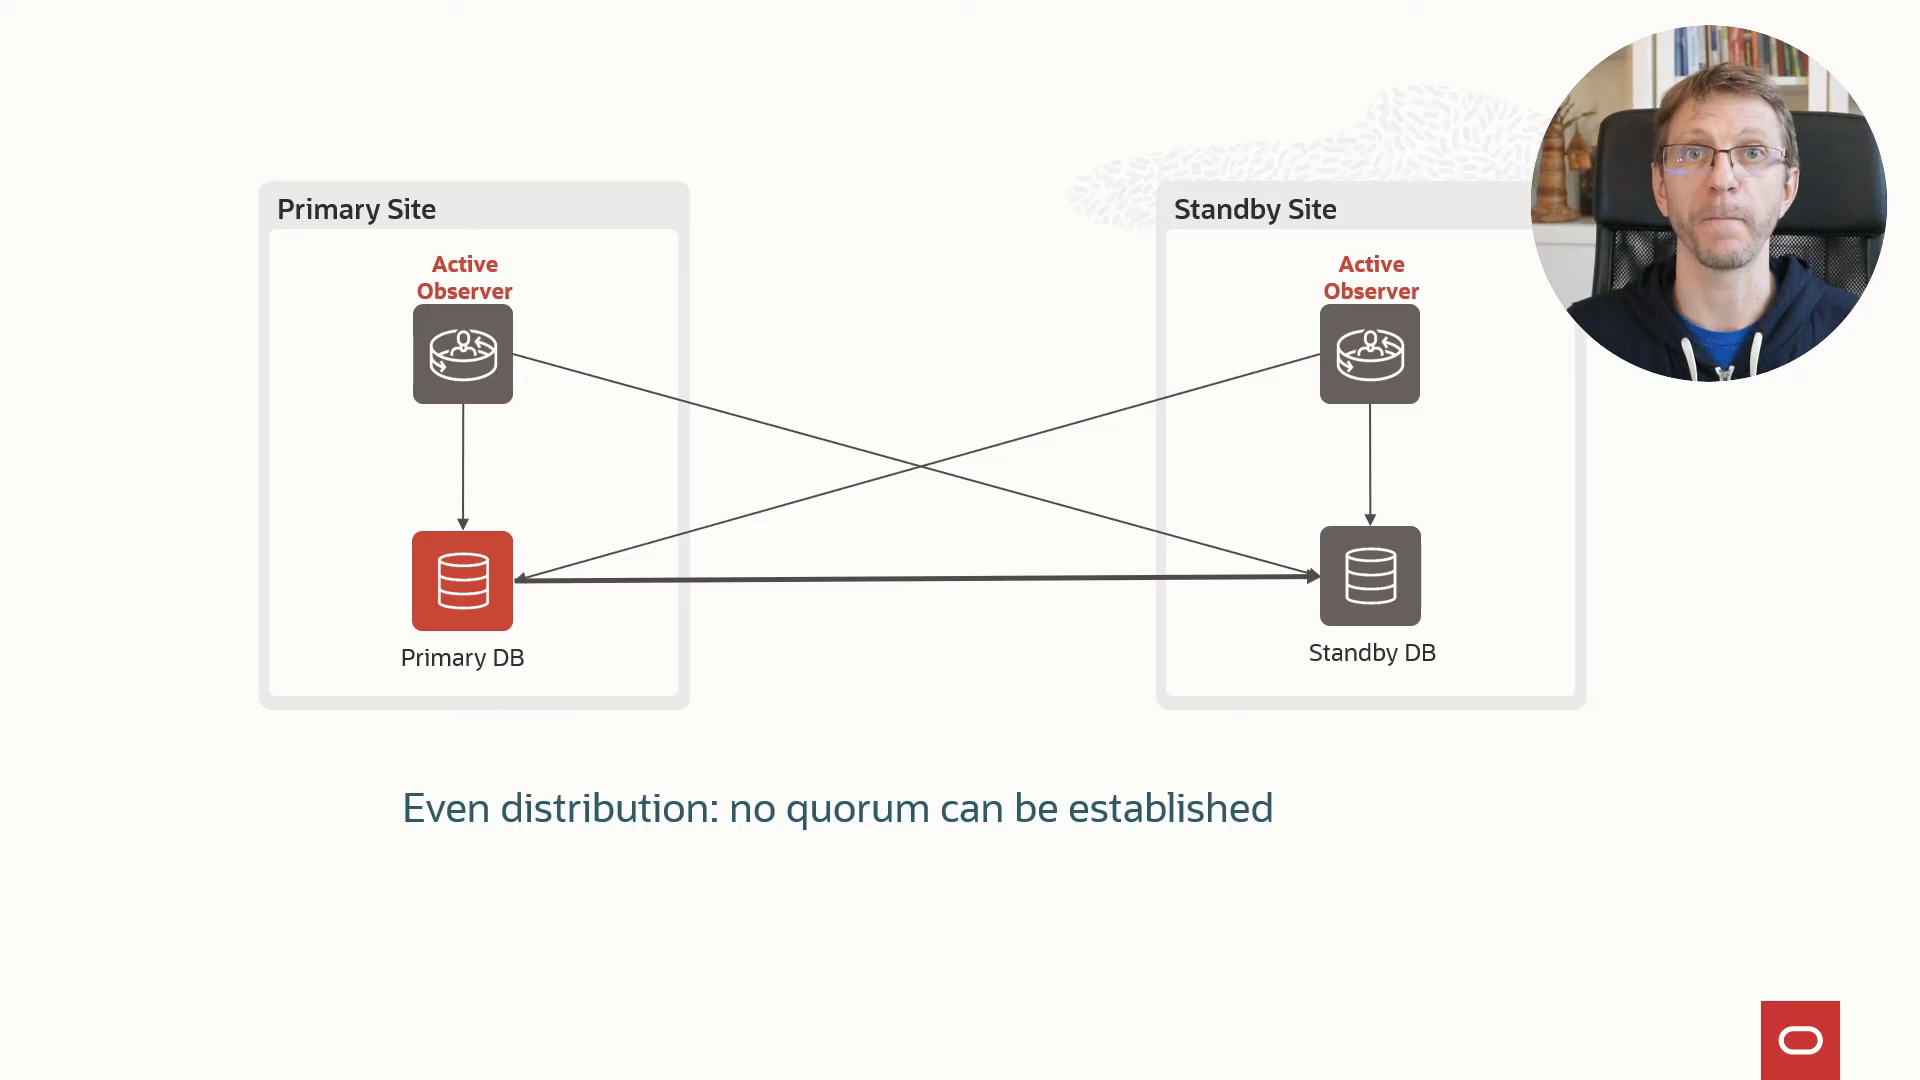 Primary Site
Active
Observer
Primary DB
Standby Site
Active
Observer
Standby DB
Even distribution: no quorum can be established